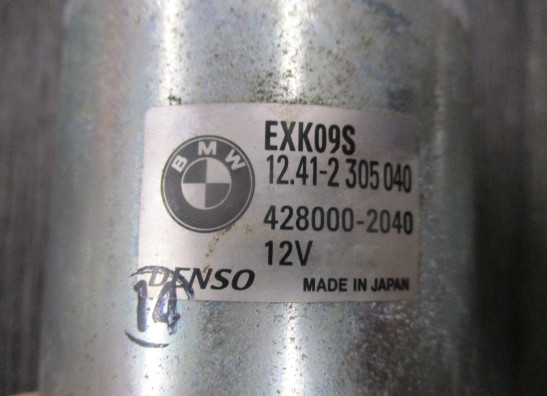 BMW
EXK09S
12.41-2 305 040
428000-2040
12V
DENSO
MADE IN JAPAN
14